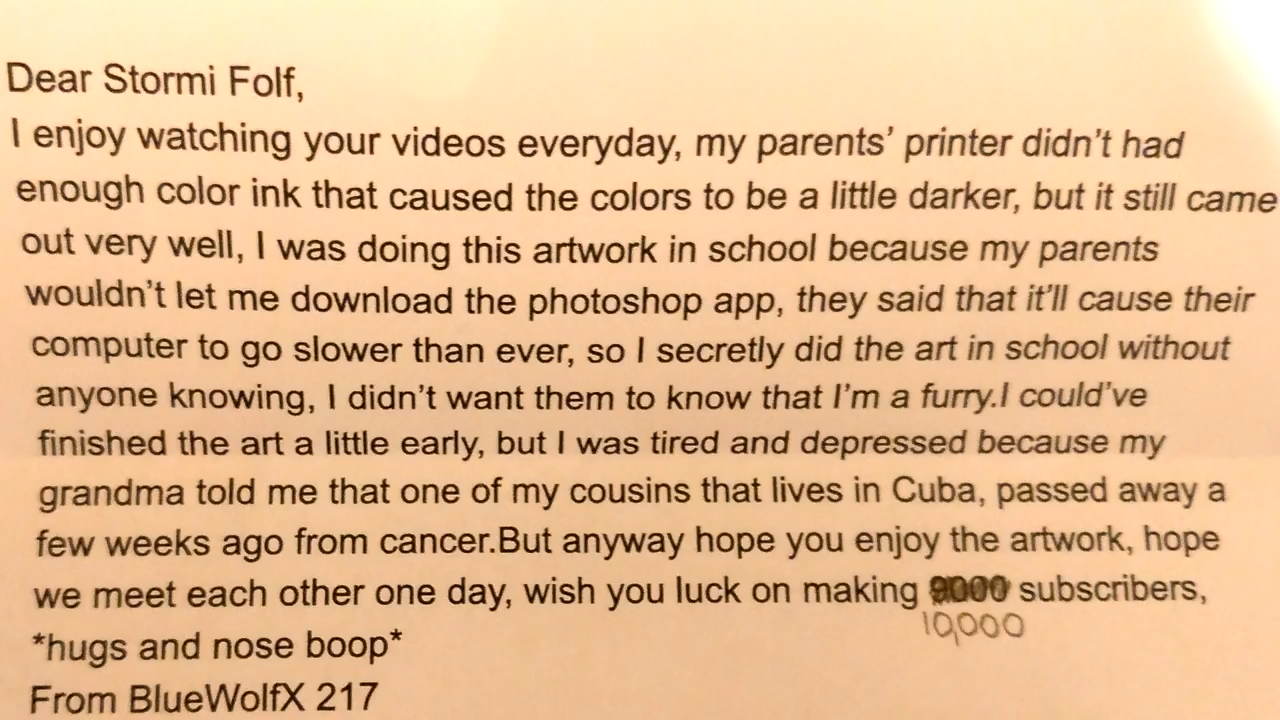 Dear Stormi Folf,
I enjoy watching your videos everyday, my parents’ printer didn’t had
enough color ink that caused the colors to be a little darker, but it still came
out very well, I was doing this artwork in school because my parents
wouldn’t let me download the photoshop app, they said that it’ll cause their
computer to go slower than ever, so I secretly did the art in school without
anyone knowing, I didn’t want them to know that I’m a furry.I could’ve
finished the art a little early, but I was tired and depressed because my
grandma told me that one of my cousins that lives in Cuba, passed away a
few weeks ago from cancer.But anyway hope you enjoy the artwork, hope
we meet each other one day, wish you luck on making 9000 subscribers,
10,000
*hugs and nose boop*
From BlueWolfX 217